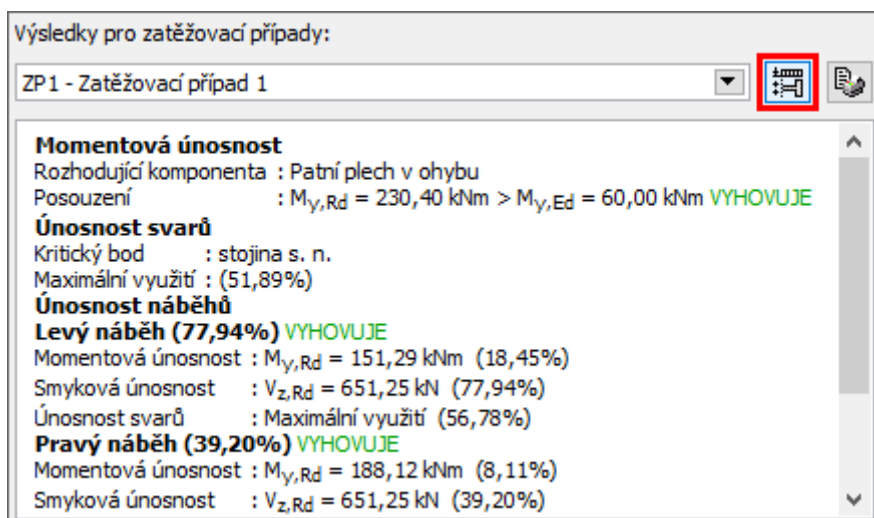 Výsledky pro zatěžovací případy:
ZP1 - Zatěžovací případ 1
Momentová únosnost
Rozhodující komponenta : Patní plech v ohybu
Posouzení : My,Rd = 230,40 kNm > My,Ed = 60,00 kNm VYHOVUJE
Únosnost svarů
Kritický bod : stojina s. n.
Maximální využití : (51,89%)
Únosnost náběhů
Levý náběh (77,94%) VYHOVUJE
Momentová únosnost : My,Rd = 151,29 kNm (18,45%)
Smyková únosnost : Vz,Rd = 651,25 kN (77,94%)
Únosnost svarů : Maximální využití (56,78%)
Pravý náběh (39,20%) VYHOVUJE
Momentová únosnost : My,Rd = 188,12 kNm (8,11%)
Smyková únosnost : Vz,Rd = 651,25 kN (39,20%)